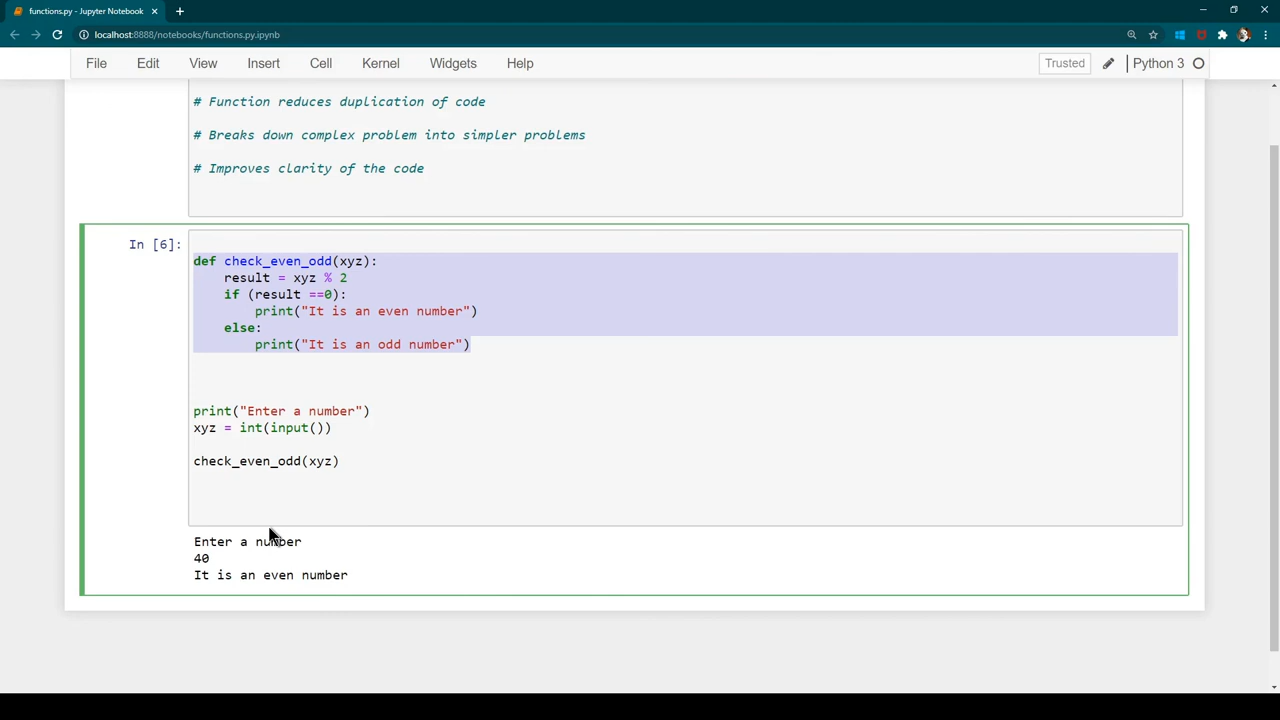 functions.py - Jupyter Notebook
localhost:8888/notebooks/functions.py.ipynb
File Edit View Insert Cell Kernel Widgets Help
Trusted
Python 3
# Function reduces duplication of code
# Breaks down complex problem into simpler problems
# Improves clarity of the code
In [6]:
def check_even_odd(xyz):
    result = xyz % 2
    if (result ==0):
        print("It is an even number")
    else:
        print("It is an odd number")
print("Enter a number")
xyz = int(input())
check_even_odd(xyz)
Enter a number
40
It is an even number